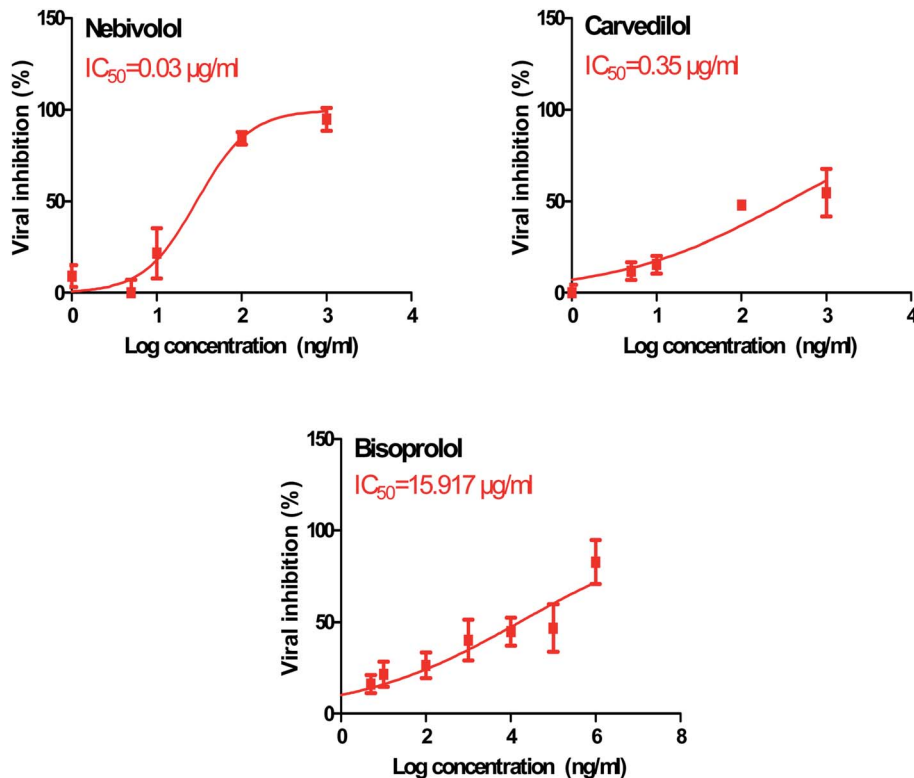 Nebivolol
IC50=0.03 µg/ml
Viral inhibition (%)
150
100
50
0
0 1 2 3 4
Log concentration (ng/ml)
Carvedilol
IC50=0.35 µg/ml
Viral inhibition (%)
150
100
50
0
0 1 2 3 4
Log concentration (ng/ml)
Bisoprolol
IC50=15.917 µg/ml
Viral inhibition (%)
150
100
50
0
0 2 4 6 8
Log concentration (ng/ml)